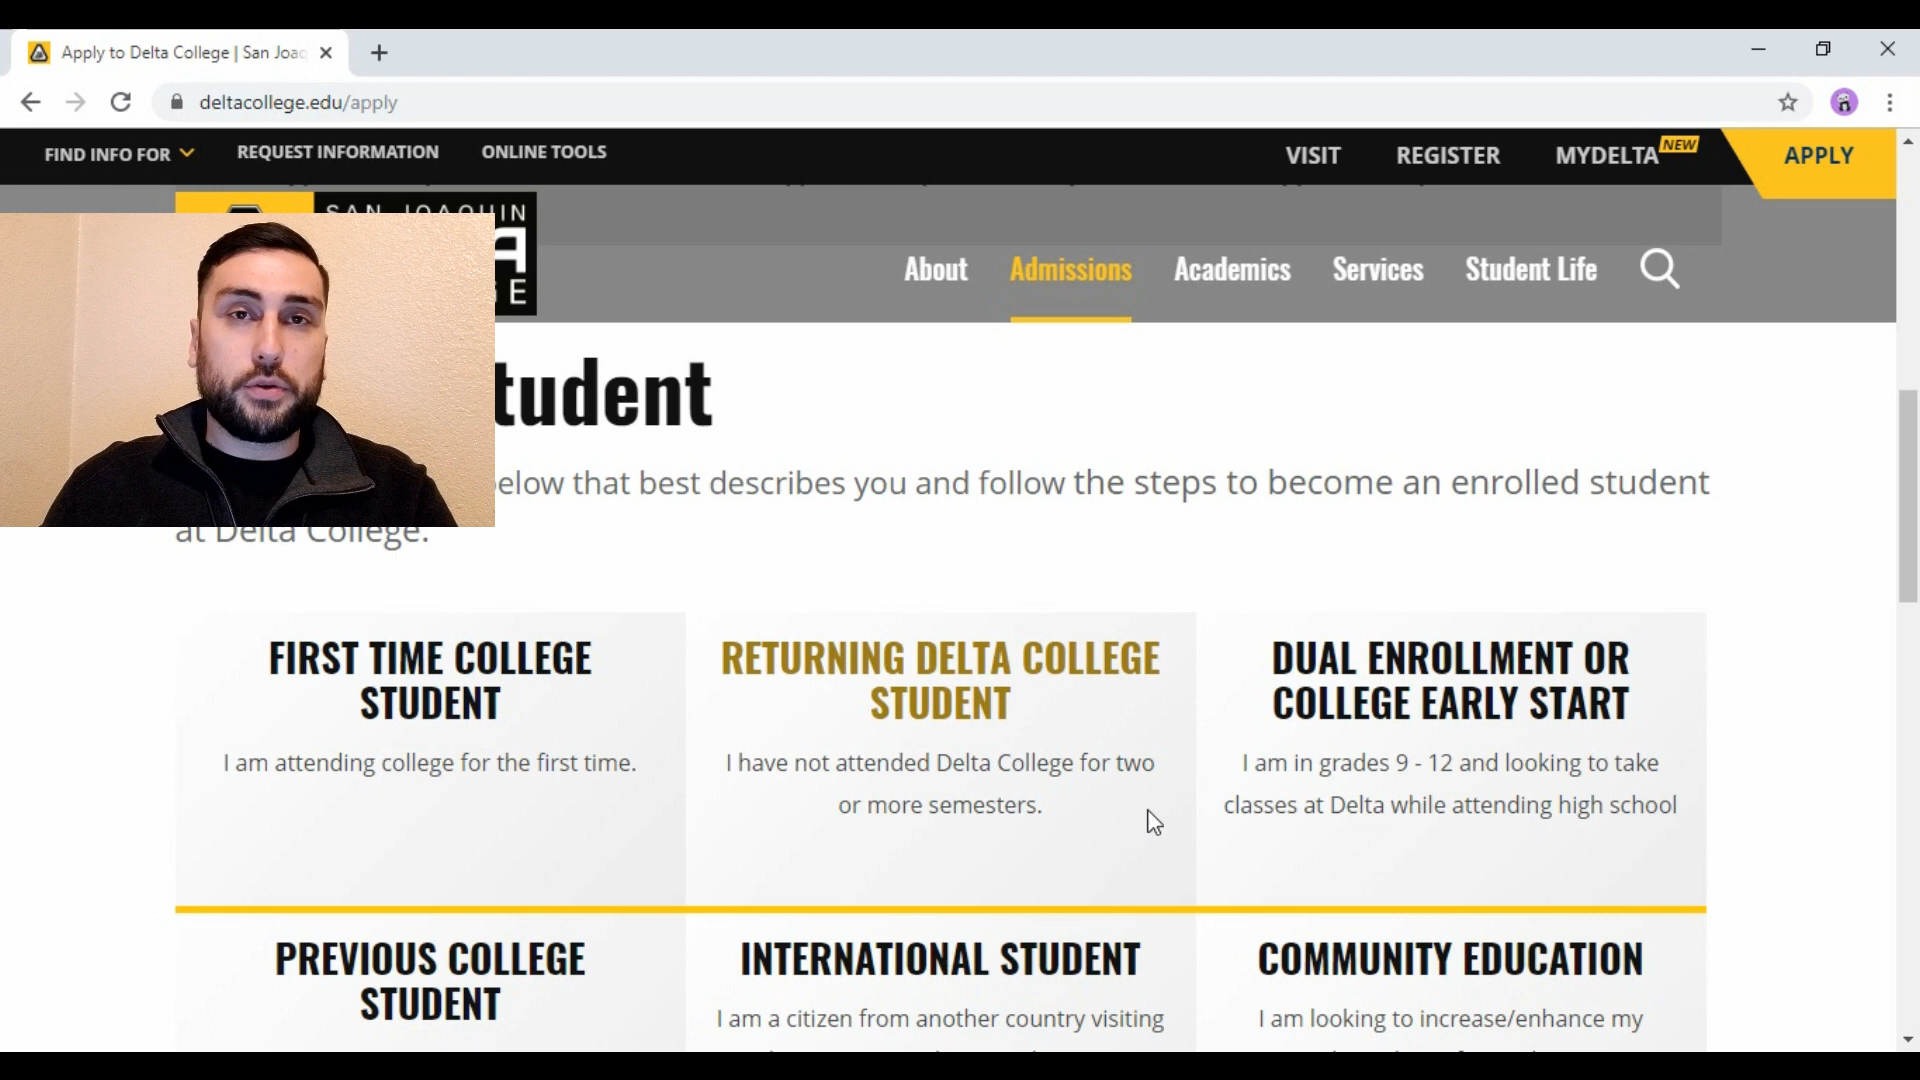 Apply to Delta College | San Joaq
deltacollege.edu/apply
FIND INFO FOR REQUEST INFORMATION ONLINE TOOLS VISIT REGISTER MYDELTA NEW APPLY
SAN JOAQUIN
About Admissions Academics Services Student Life
tudent
elow that best describes you and follow the steps to become an enrolled student
at Delta College.
FIRST TIME COLLEGE
STUDENT
I am attending college for the first time.
RETURNING DELTA COLLEGE
STUDENT
I have not attended Delta College for two
or more semesters.
DUAL ENROLLMENT OR
COLLEGE EARLY START
I am in grades 9 - 12 and looking to take
classes at Delta while attending high school
PREVIOUS COLLEGE
STUDENT
INTERNATIONAL STUDENT
I am a citizen from another country visiting
COMMUNITY EDUCATION
I am looking to increase/enhance my